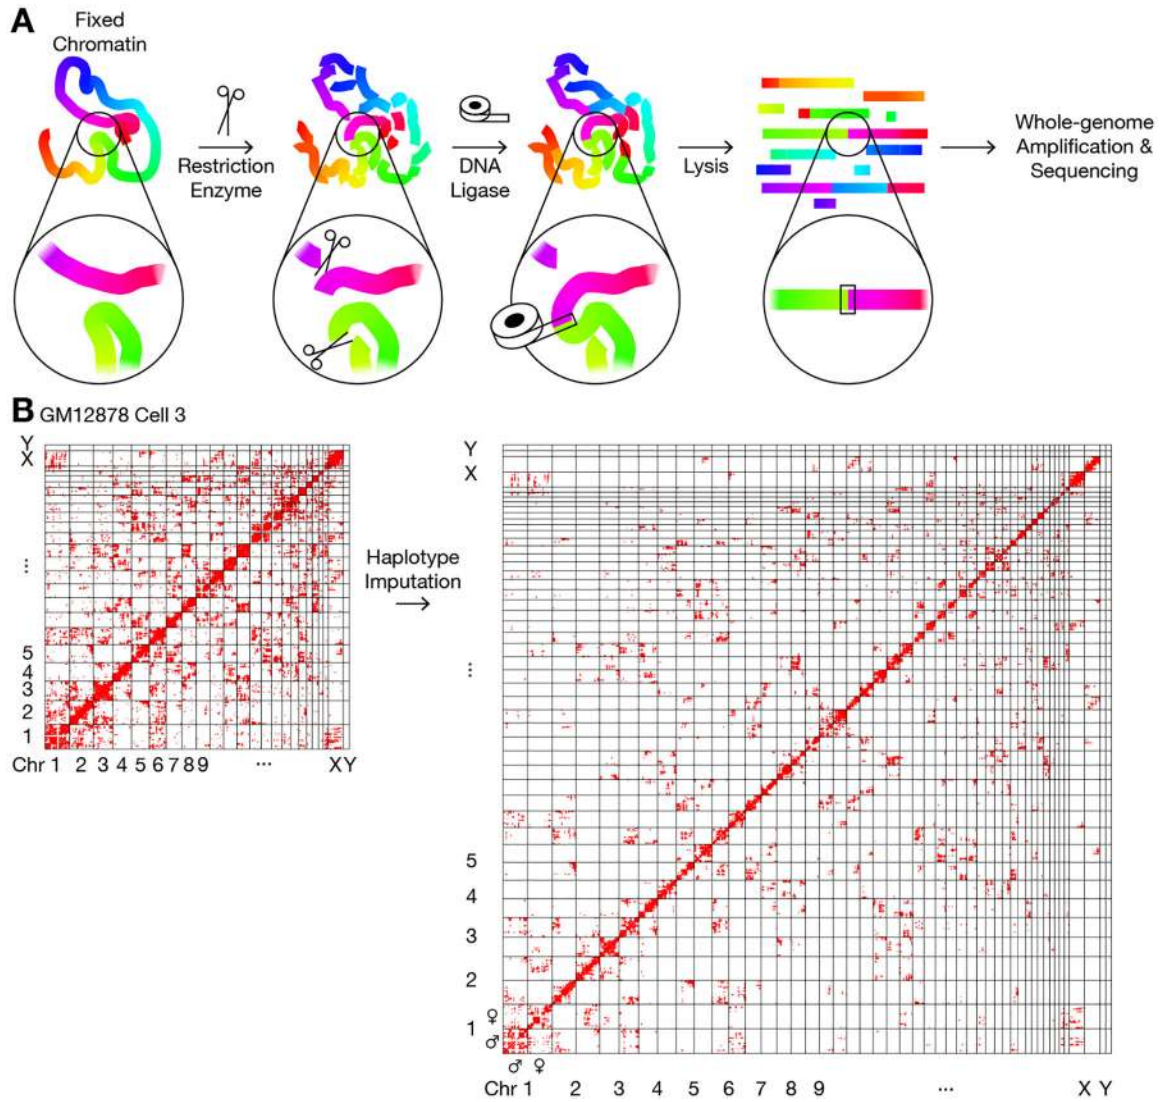 A
Fixed
Chromatin
Restriction
Enzyme
DNA
Ligase
Lysis
Whole-genome
Amplification &
Sequencing
B GM12878 Cell 3
Y
X
⋮
5
4
3
2
1
Chr 1 2 3 4 5 6 7 8 9 ... X Y
Haplotype
Imputation
Y
X
⋮
5
4
3
2
1 ♀
♂
♂ ♀
Chr 1 2 3 4 5 6 7 8 9 ... X Y